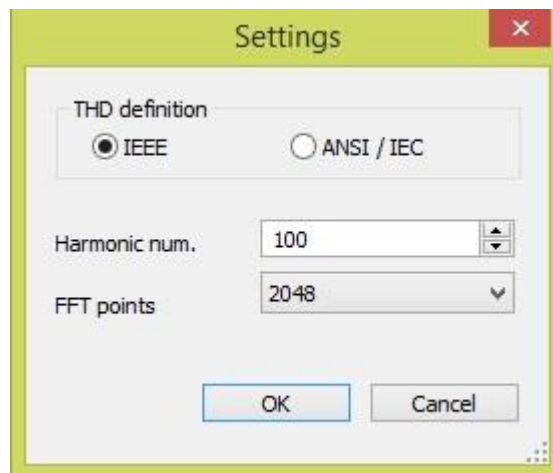 Settings
THD definition
IEEE
ANSI / IEC
Harmonic num.
100
FFT points
2048
OK
Cancel